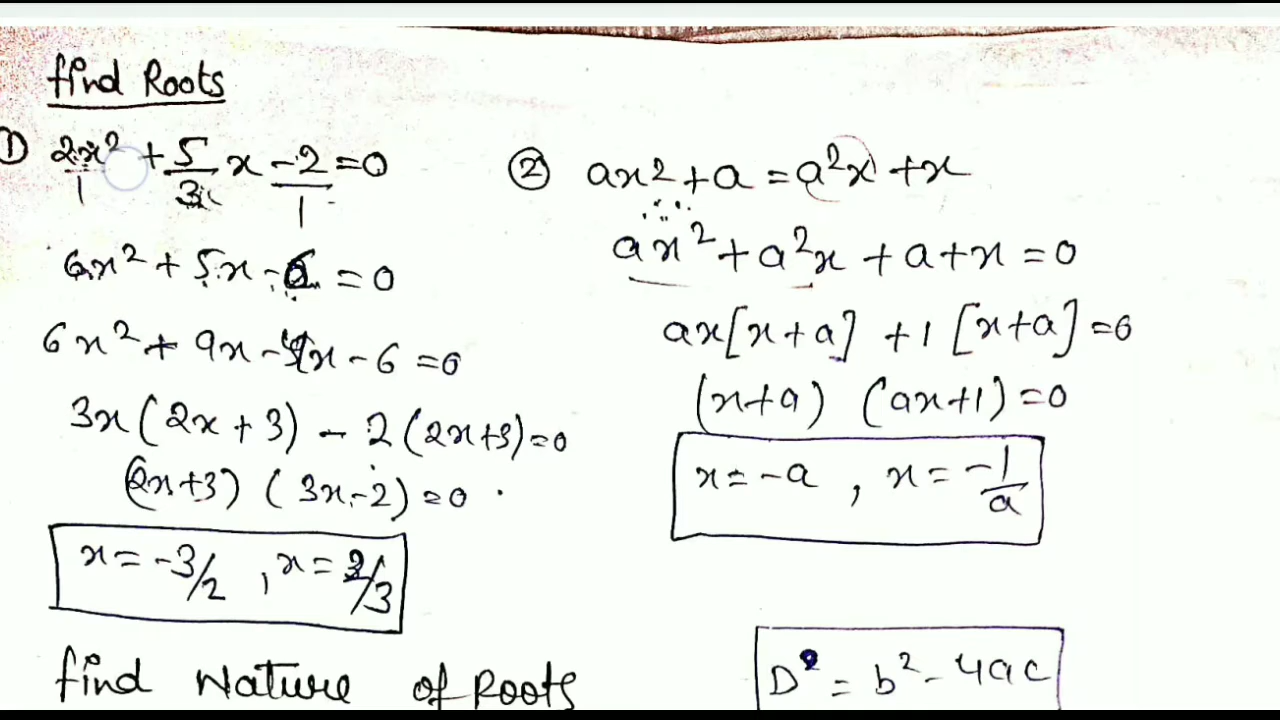 find Roots
① 2x²/1 + 5/3 x - 2/1 = 0
6x² + 5x - 6 = 0
6x² + 9x - 4x - 6 = 0
3x(2x + 3) - 2(2x+3) = 0
(2x+3) (3x-2) = 0
x = -3/2 , x = 2/3
② ax² + a = a²x + x
ax² + a²x + a + x = 0
ax[x+a] + 1[x+a] = 0
(x+a) (ax+1) = 0
x = -a , x = -1/a
find Nature of Roots
D = b² - 4ac